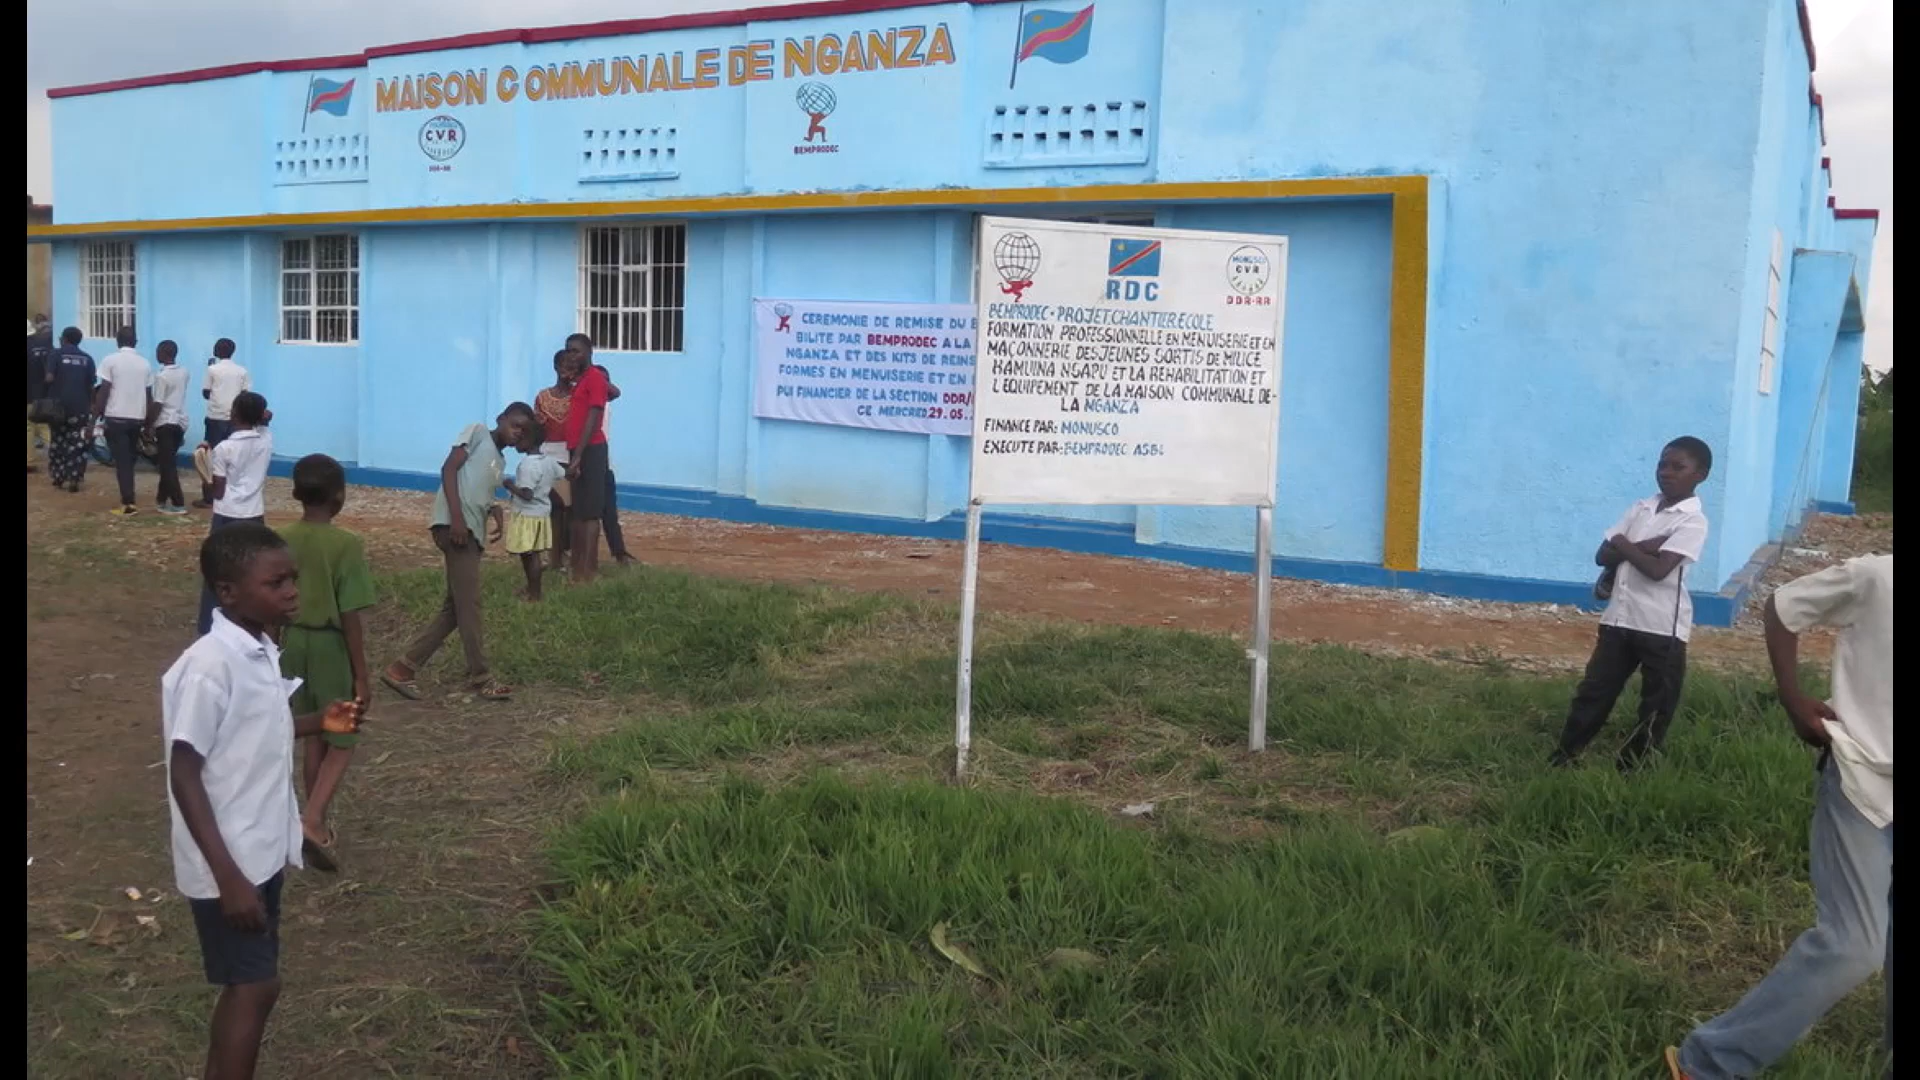 MAISON COMMUNALE DE NGANZA
CVR
DDR-RR
BEMPRODEC
CEREMONIE DE REMISE DU
BILITE PAR BEMPRODEC A LA
NGANZA ET DES KITS DE REINS
FORMES EN MENUISERIE ET EN
PUI FINANCIER DE LA SECTION DDR/
CE MERCRED 29.05.
RDC
MONUSCO
CVR
DDR-RR
BEMPRODEC-PROJET.CHANTIER.ECOLE
FORMATION PROFESSIONNELLE EN MENUISERIE ET EN
MAÇONNERIE DES JEUNES SORTIS DE MILICE
KAMUINA NSAPU ET LA REHABILITATION ET
L'EQUIPEMENT DE LA MAISON COMMUNALE DE-
LA NGANZA
FINANCE PAR: MONUSCO
EXECUTE PAR: BEMPRODEC ASBL